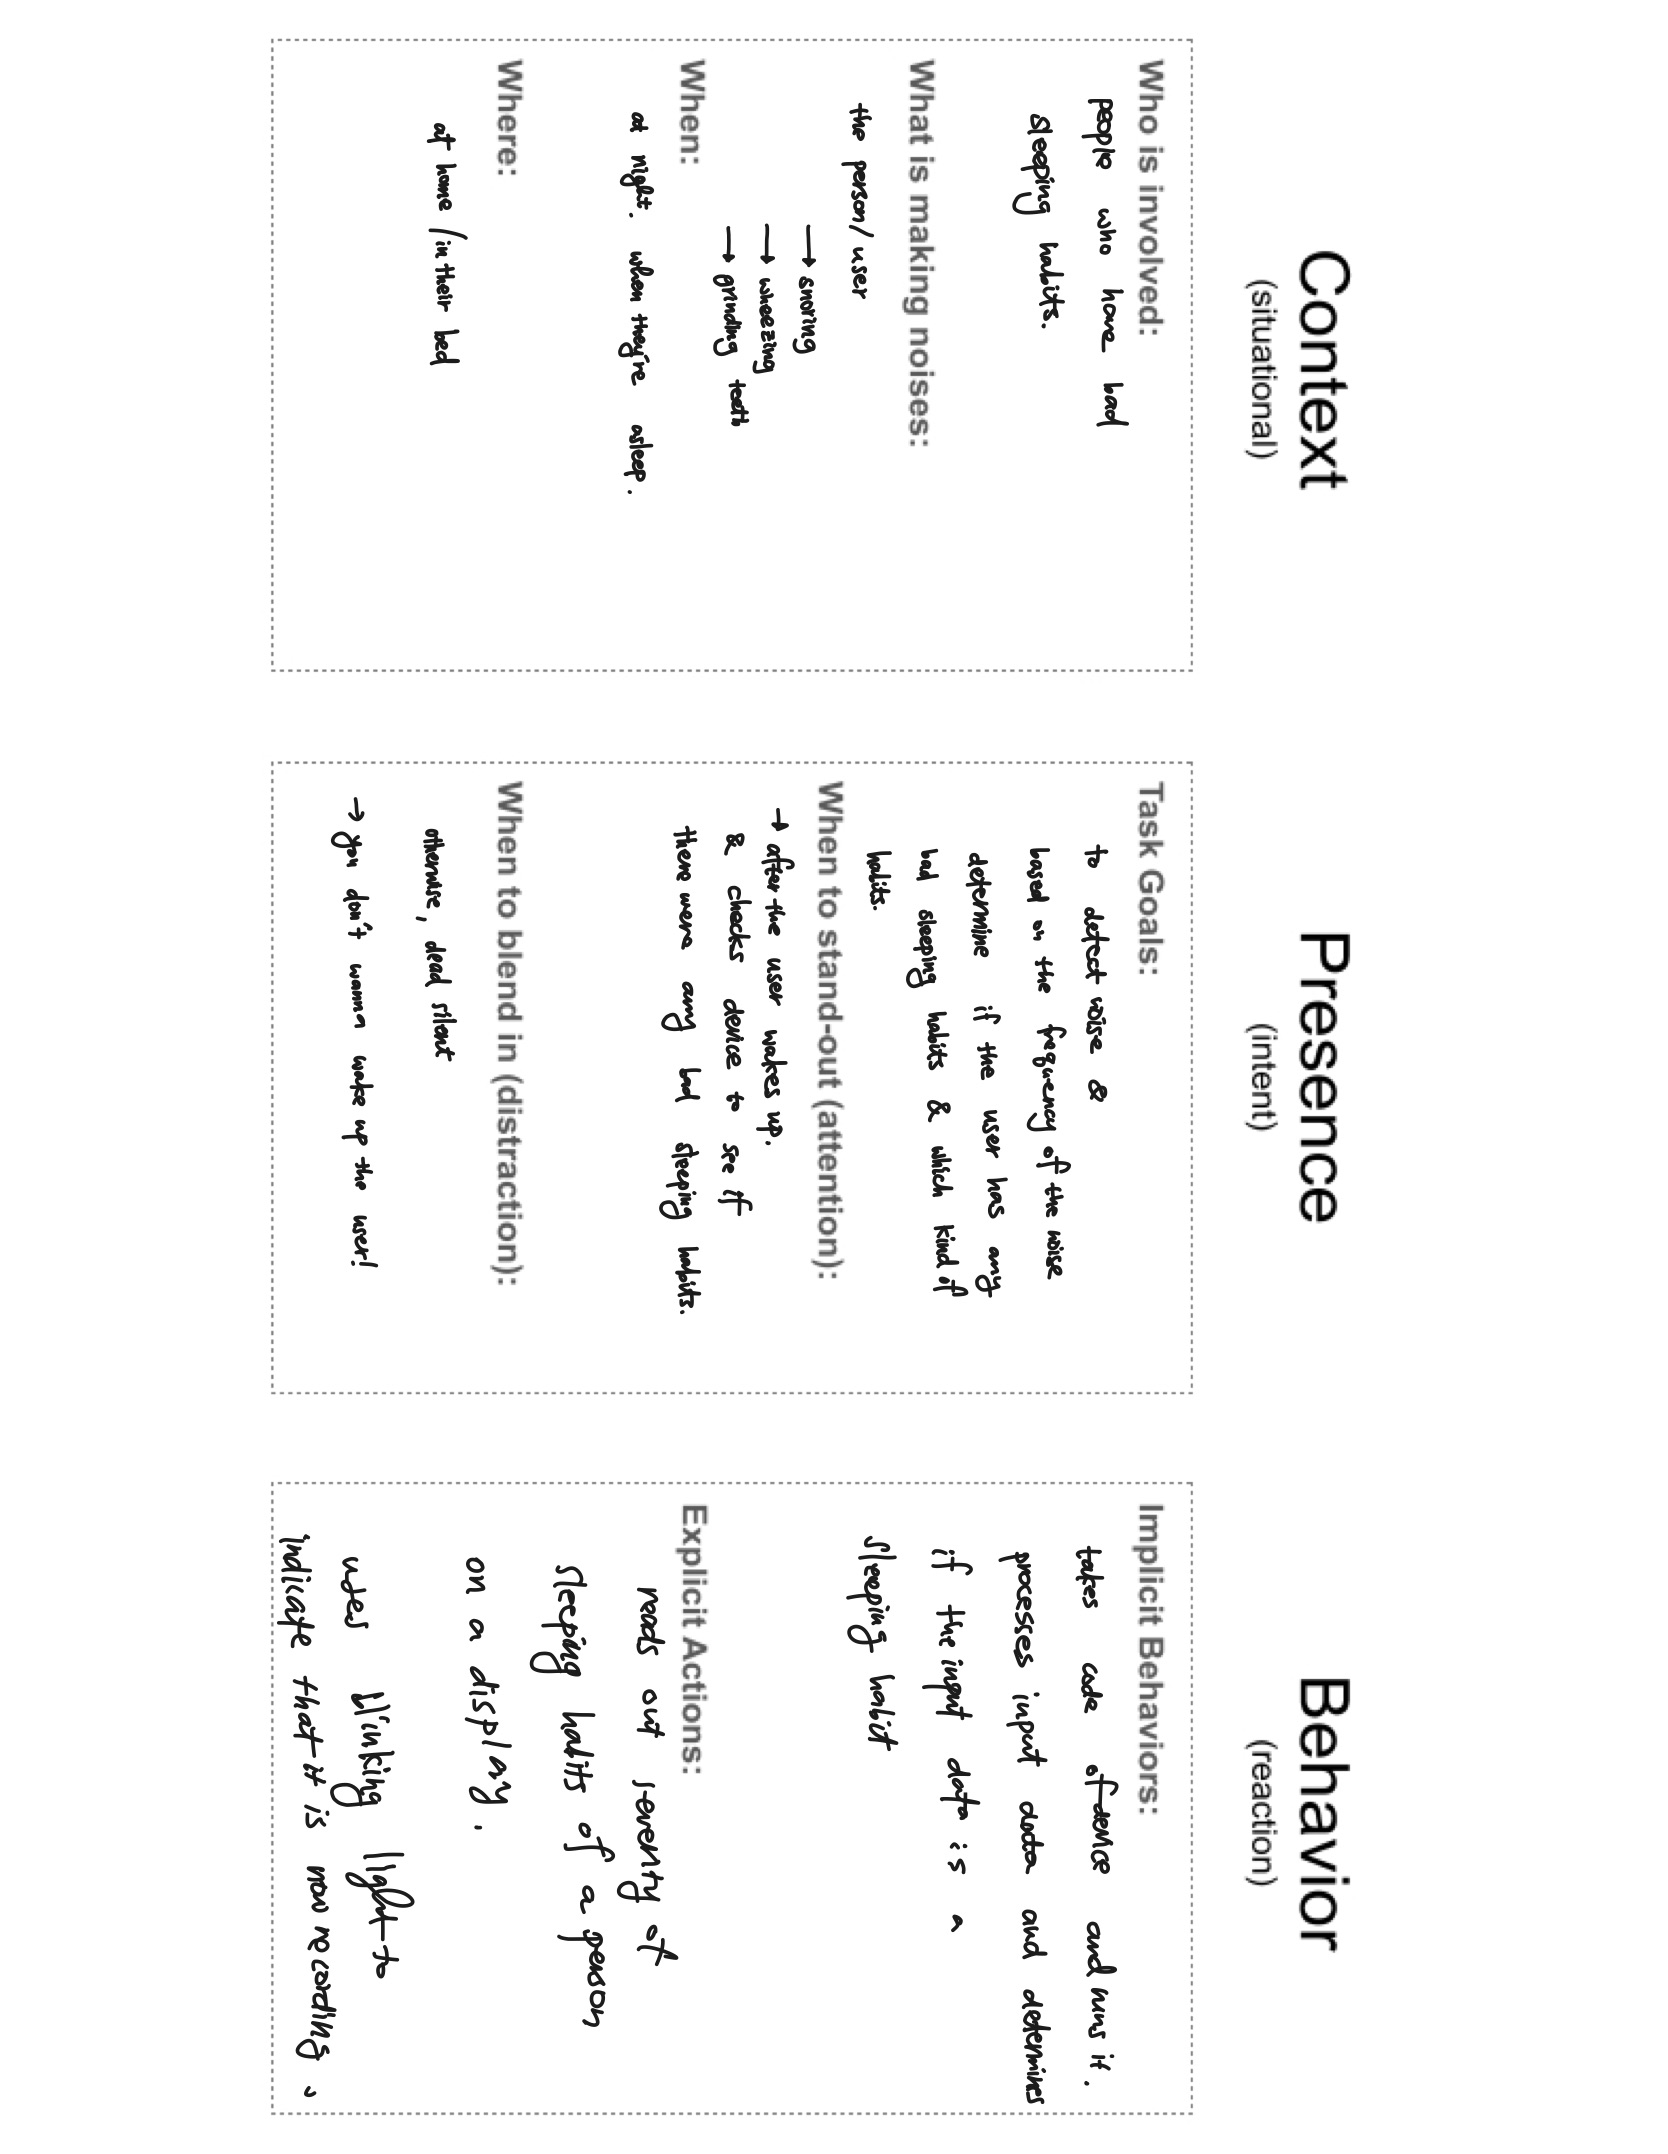 Context
(situational)
Who is involved:
people who have bad
sleeping habits.
What is making noises:
the person/user
→ snoring
→ wheezing
→ grinding teeth
When:
at night. when they're asleep.
Where:
at home /in their bed
Presence
(intent)
Task Goals:
to detect noise &
based on the frequency of the noise
determine if the user has any
bad sleeping habits & which kind of
habits.
When to stand-out (attention):
→ after the user wakes up.
& checks device to see if
there were any bad sleeping habits.
When to blend in (distraction):
otherwise, dead silent
→ you don't wanna wake up the user!
Behavior
(reaction)
Implicit Behaviors:
takes code of device and runs it.
processes input data and determines
if the input data is a
sleeping habit
Explicit Actions:
reads out severity of
sleeping habits of a person
on a display.
uses blinking light to
indicate that it is now recording.